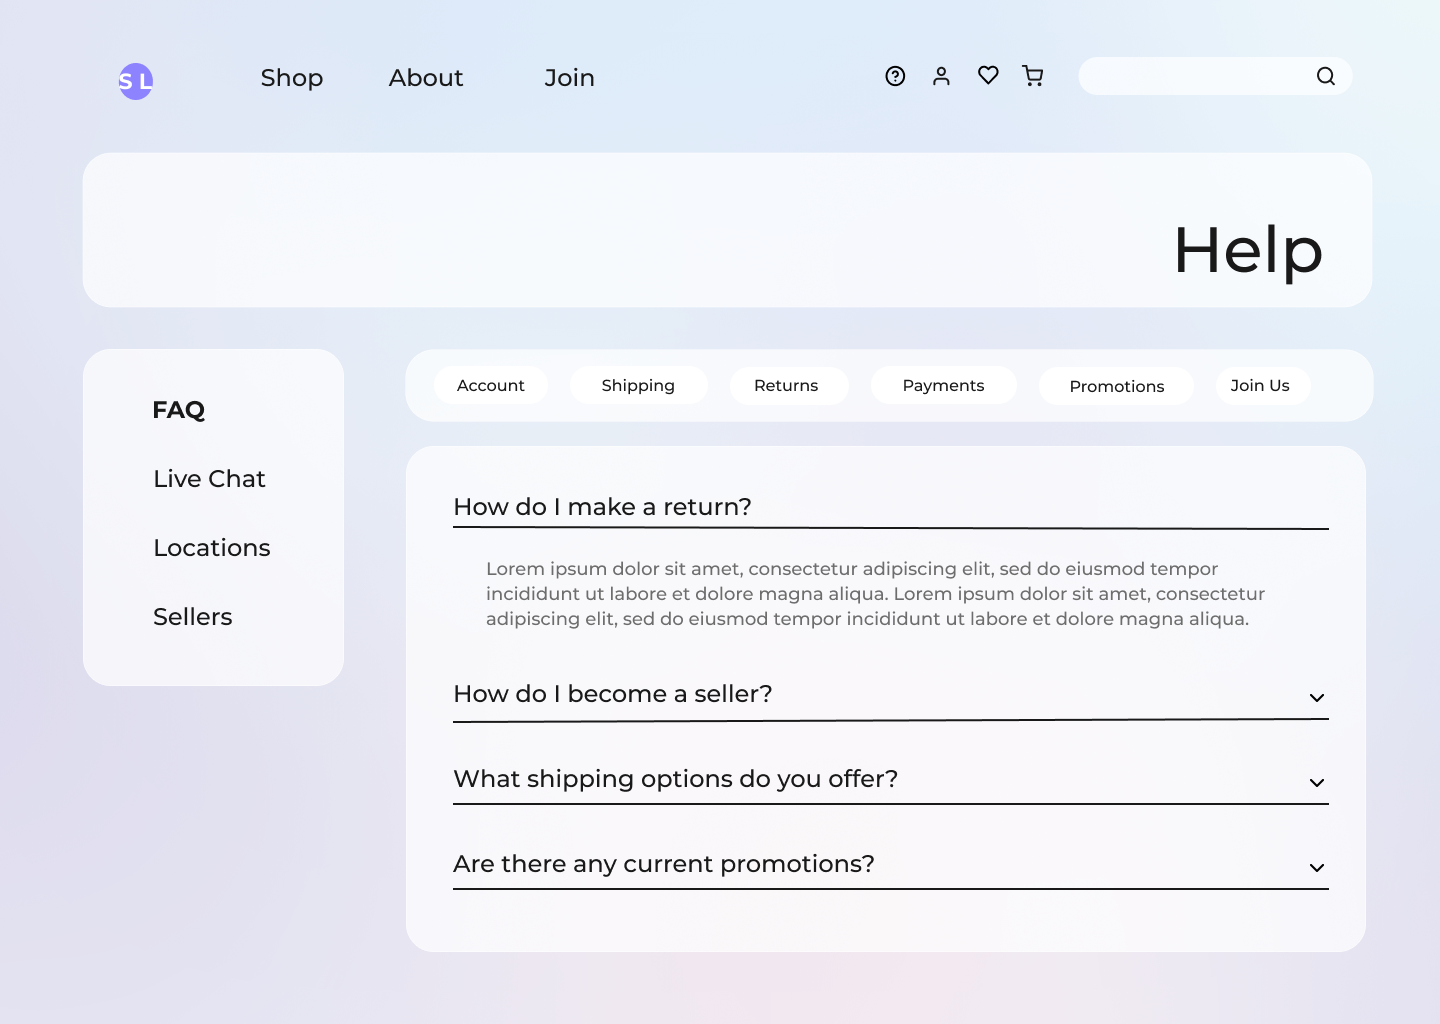 S L
Shop
About
Join
Help
FAQ
Live Chat
Locations
Sellers
Account
Shipping
Returns
Payments
Promotions
Join Us
How do I make a return?
Lorem ipsum dolor sit amet, consectetur adipiscing elit, sed do eiusmod tempor
incididunt ut labore et dolore magna aliqua. Lorem ipsum dolor sit amet, consectetur
adipiscing elit, sed do eiusmod tempor incididunt ut labore et dolore magna aliqua.
How do I become a seller?
What shipping options do you offer?
Are there any current promotions?